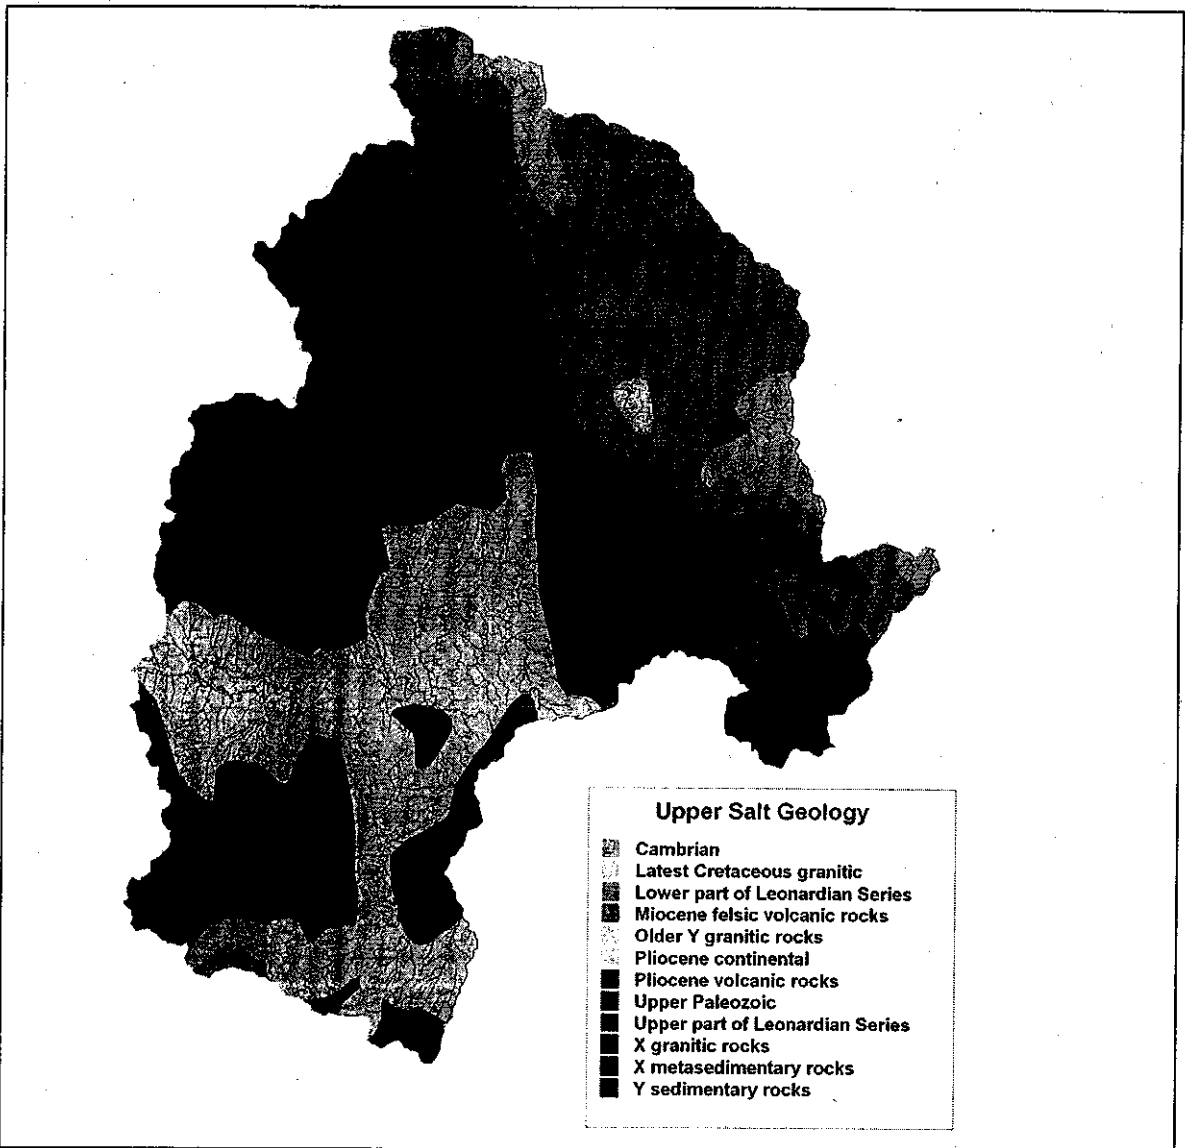 Upper Salt Geology
Cambrian
Latest Cretaceous granitic
Lower part of Leonardian Series
Miocene felsic volcanic rocks
Older Y granitic rocks
Pliocene continental
Pliocene volcanic rocks
Upper Paleozoic
Upper part of Leonardian Series
X granitic rocks
X metasedimentary rocks
Y sedimentary rocks